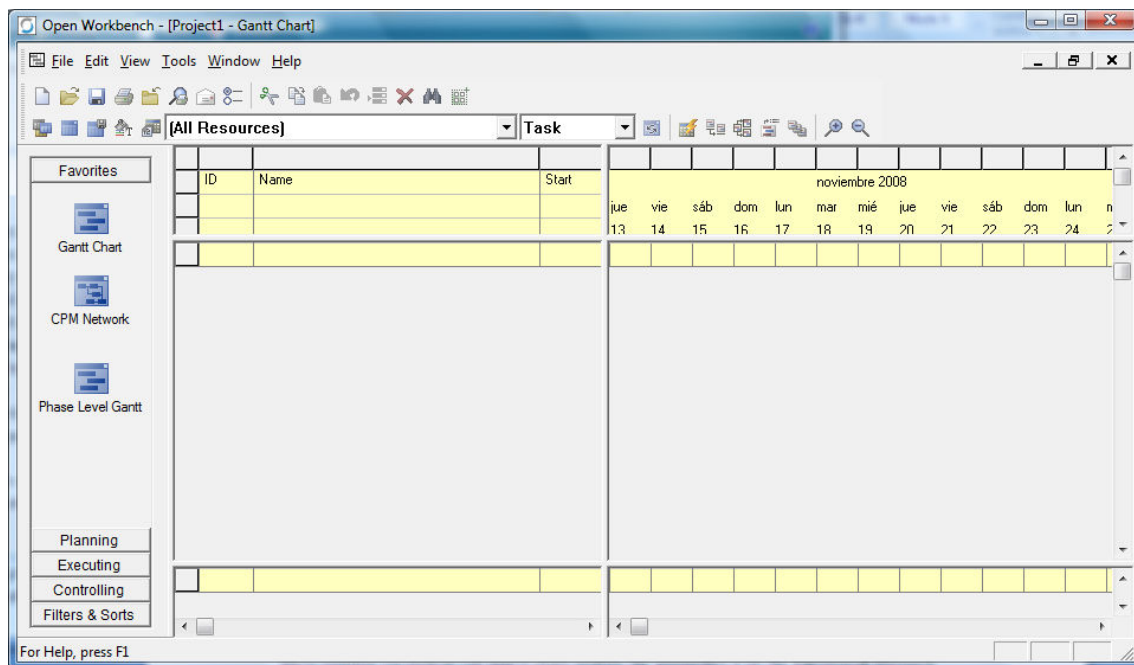 Open Workbench - [Project1 - Gantt Chart]
File Edit View Tools Window Help
(All Resources) Task
Favorites
Gantt Chart
CPM Network
Phase Level Gantt
Planning
Executing
Controlling
Filters & Sorts
ID Name Start
noviembre 2008
jue vie sáb dom lun mar mié jue vie sáb dom lun
13 14 15 16 17 18 19 20 21 22 23 24
For Help, press F1